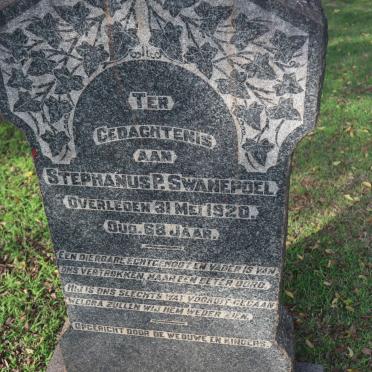 TER
GEDACHTENIS
AAN
STEPHANUS P. SWANEPOEL
OVERLEDEN 31 MEI 1920.
OUD 68 JAAR.
EEN DIERBARE ECHTGENOOT EN VADER IS VAN
ONS VERTROKKEN NAAR EEN BETER OORD.
HIJ IS ONS SLECHTS WAT VOORUIT GEGAAN
WELDRA ZULLEN WIJ HEM WEDER ZIEN.
OPGERICHT DOOR DE WEDUWE EN KINDERS.